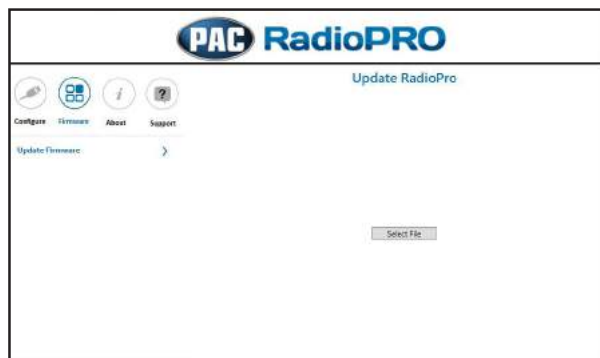 PAC RadioPRO
Update RadioPro
Configure Firmware About Support
Update Firmware
Select File